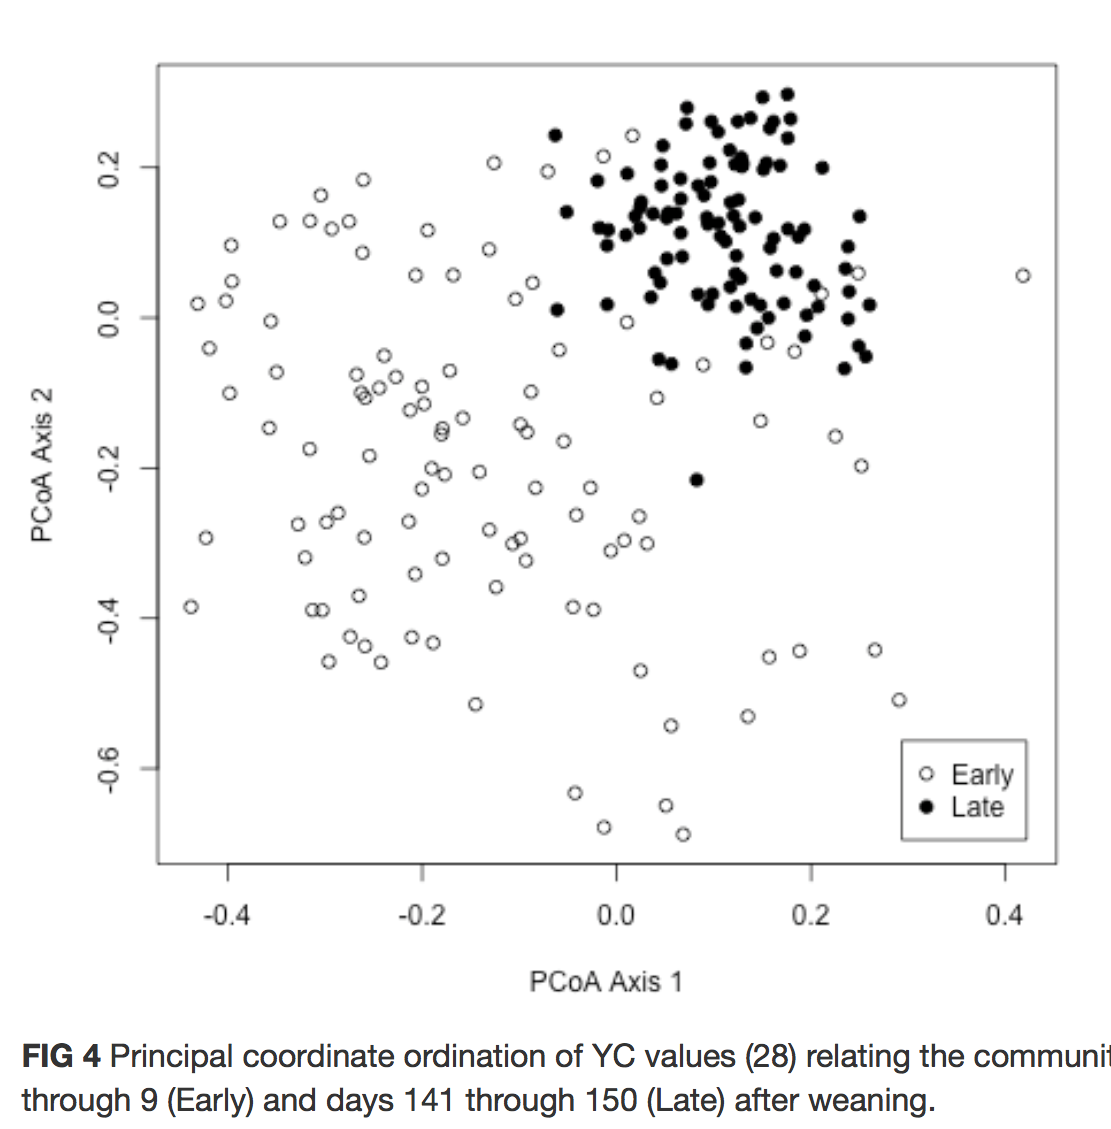 0.2
0.0
-0.2
-0.4
-0.6
PCoA Axis 2
Early
Late
-0.4 -0.2 0.0 0.2 0.4
PCoA Axis 1
FIG 4 Principal coordinate ordination of YC values (28) relating the
through 9 (Early) and days 141 through 150 (Late) after weaning.